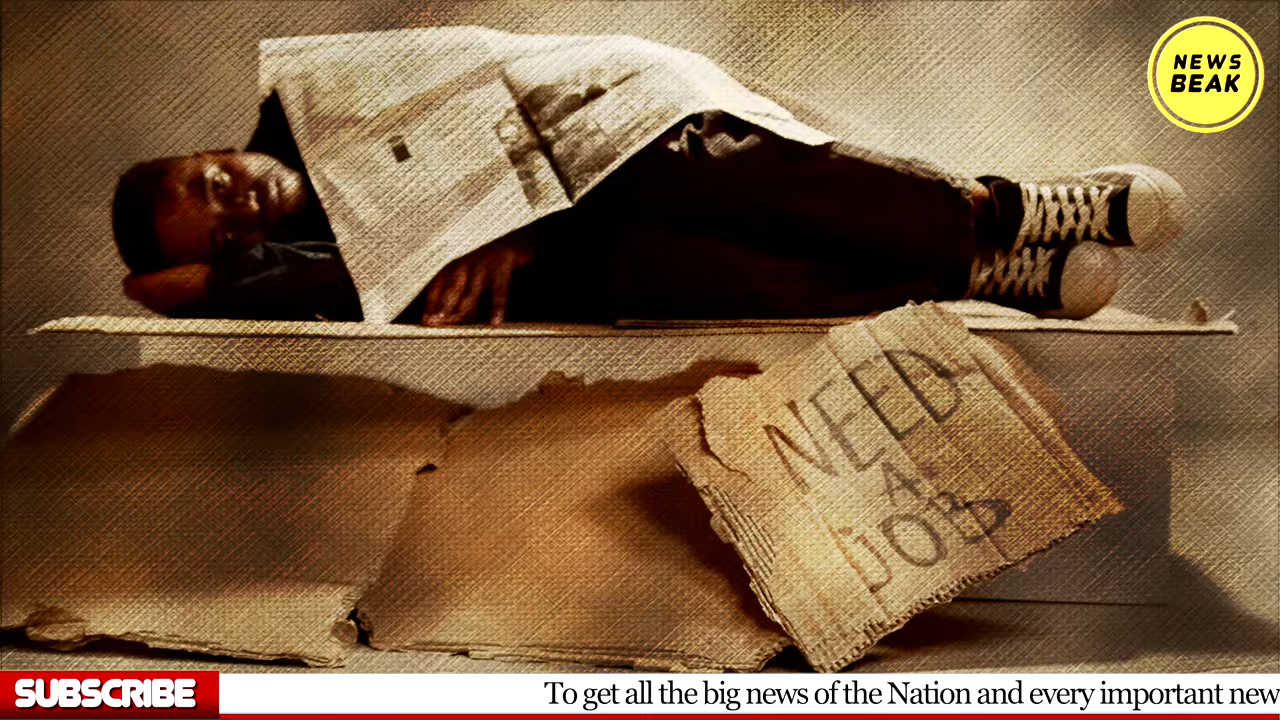 NEWS
BEAK
NEED
A
JOB
SUBSCRIBE
To get all the big news of the Nation and every important new